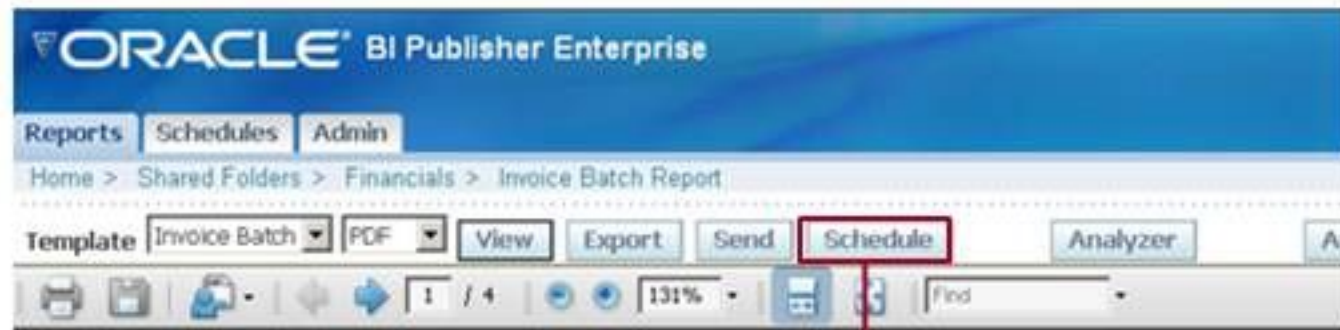 ORACLE BI Publisher Enterprise
Reports Schedules Admin
Home > Shared Folders > Financials > Invoice Batch Report
Template Invoice Batch PDF View Export Send Schedule Analyzer A
1 / 4 131% Find